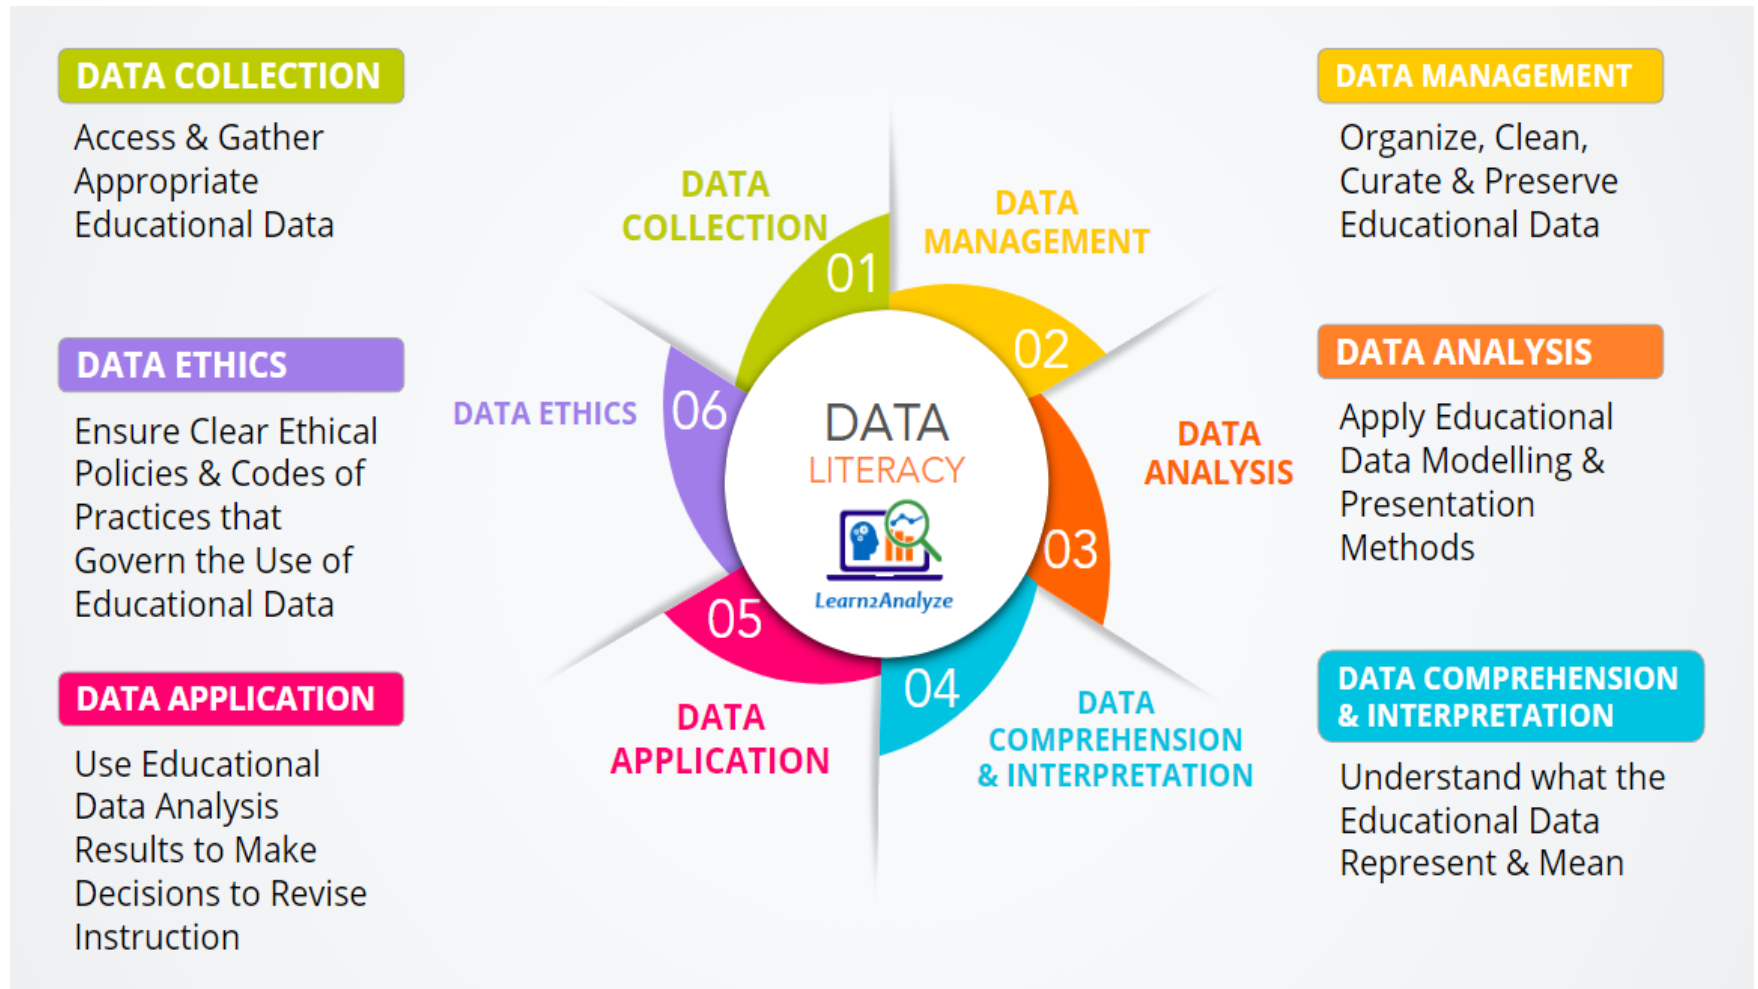 DATA COLLECTION
Access & Gather
Appropriate
Educational Data
DATA ETHICS
Ensure Clear Ethical
Policies & Codes of
Practices that
Govern the Use of
Educational Data
DATA APPLICATION
Use Educational
Data Analysis
Results to Make
Decisions to Revise
Instruction
DATA
COLLECTION
01
DATA
MANAGEMENT
02
DATA
ANALYSIS
03
DATA
COMPREHENSION
& INTERPRETATION
04
DATA
APPLICATION
05
DATA ETHICS
06
DATA
LITERACY
Learn2Analyze
DATA MANAGEMENT
Organize, Clean,
Curate & Preserve
Educational Data
DATA ANALYSIS
Apply Educational
Data Modelling &
Presentation
Methods
DATA COMPREHENSION
& INTERPRETATION
Understand what the
Educational Data
Represent & Mean